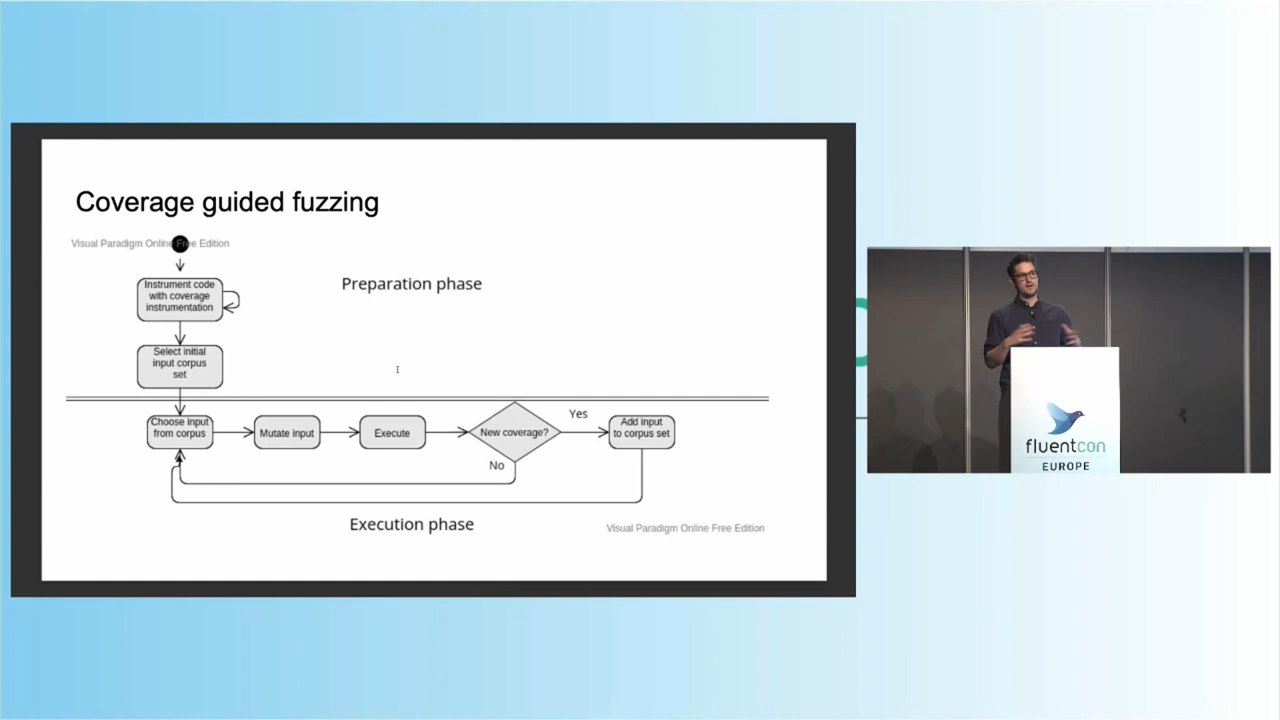 Coverage guided fuzzing
Visual Paradigm Online Free Edition
Instrument code
with coverage
instrumentation
Preparation phase
Select initial
input corpus
set
Choose input
from corpus
Mutate input
Execute
New coverage?
Yes
Add input
to corpus set
No
Execution phase
Visual Paradigm Online Free Edition
fluentcon
EUROPE